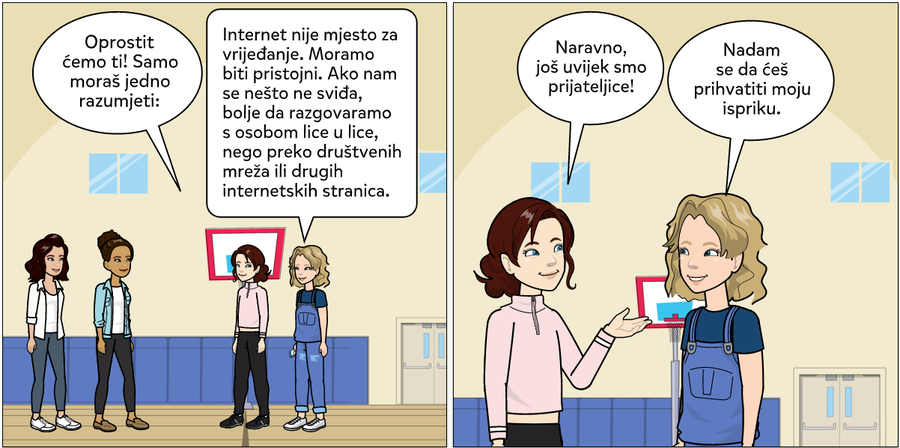 Oprostit
ćemo ti! Samo
moraš jedno
razumjeti:
Internet nije mjesto za
vrijeđanje. Moramo
biti pristojni. Ako nam
se nešto ne sviđa,
bolje da razgovaramo
s osobom lice u lice,
nego preko društvenih
mreža ili drugih
internetskih stranica.
Naravno,
još uvijek smo
prijateljice!
Nadam
se da ćeš
prihvatiti moju
ispriku.